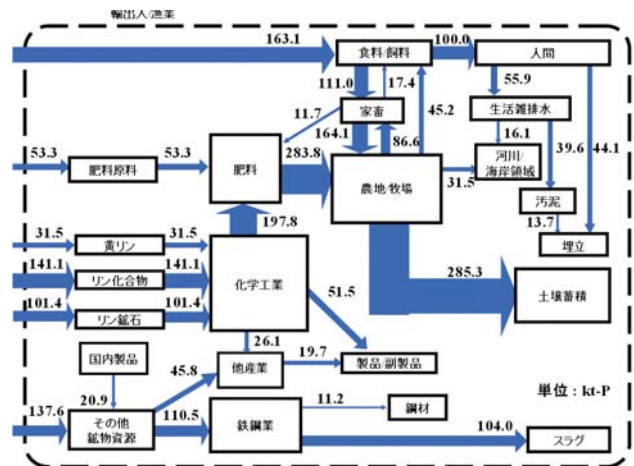 輸出入/漁業
163.1
食料/飼料
100.0
人間
111.0
17.4
55.9
家畜
生活雑排水
11.7
164.1
86.6
45.2
16.1
39.6
44.1
53.3
肥料原料
53.3
肥料
283.8
農地/牧場
31.5
河川/
海岸領域
汚泥
13.7
197.8
埋立
31.5
黄リン
31.5
141.1
リン化合物
141.1
化学工業
285.3
土壌蓄積
101.4
リン鉱石
101.4
51.5
26.1
国内製品
45.8
他産業
19.7
製品/副製品
20.9
単位:kt-P
137.6
その他
鉱物資源
110.5
鉄鋼業
11.2
鋼材
104.0
スラグ